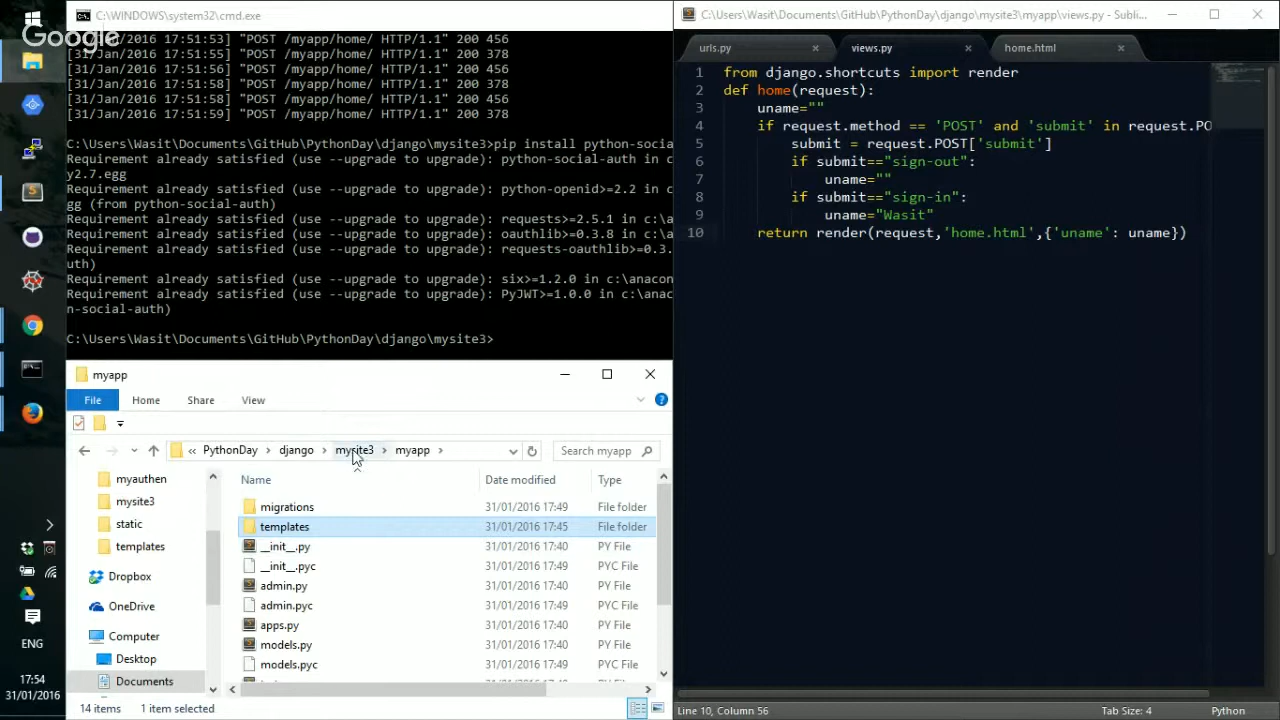 C:\WINDOWS\system32\cmd.exe
Google
[31/Jan/2016 17:51:53] "POST /myapp/home/ HTTP/1.1" 200 456
[31/Jan/2016 17:51:55] "POST /myapp/home/ HTTP/1.1" 200 378
[31/Jan/2016 17:51:56] "POST /myapp/home/ HTTP/1.1" 200 456
[31/Jan/2016 17:51:58] "POST /myapp/home/ HTTP/1.1" 200 378
[31/Jan/2016 17:51:58] "POST /myapp/home/ HTTP/1.1" 200 456
[31/Jan/2016 17:51:59] "POST /myapp/home/ HTTP/1.1" 200 378
C:\Users\Wasit\Documents\GitHub\PythonDay\django\mysite3>pip install python-soc
Requirement already satisfied (use --upgrade to upgrade): python-social-auth in c
y2.7.egg
Requirement already satisfied (use --upgrade to upgrade): python-openid>=2.2 in c
egg (from python-social-auth)
Requirement already satisfied (use --upgrade to upgrade): requests>=2.5.1 in c:\a
Requirement already satisfied (use --upgrade to upgrade): oauthlib>=0.3.8 in c:\a
Requirement already satisfied (use --upgrade to upgrade): requests-oauthlib>=0.3.
uth)
Requirement already satisfied (use --upgrade to upgrade): six>=1.2.0 in c:\anacon
Requirement already satisfied (use --upgrade to upgrade): PyJWT>=1.0.0 in c:\anac
n-social-auth)
C:\Users\Wasit\Documents\GitHub\PythonDay\django\mysite3>
myapp
File Home Share View
« PythonDay > django > mysite3 > myapp > Search myapp
myauthen
mysite3
static
templates
Dropbox
OneDrive
Computer
Desktop
Documents
Name Date modified Type
migrations 31/01/2016 17:49 File folder
templates 31/01/2016 17:45 File folder
__init__.py 31/01/2016 17:40 PY File
__init__.pyc 31/01/2016 17:49 PYC File
admin.py 31/01/2016 17:40 PY File
admin.pyc 31/01/2016 17:49 PYC File
apps.py 31/01/2016 17:40 PY File
models.py 31/01/2016 17:40 PY File
models.pyc 31/01/2016 17:49 PYC File
14 items 1 item selected
ENG
17:54
31/01/2016
C:\Users\Wasit\Documents\GitHub\PythonDay\django\mysite3\myapp\views.py - Subli...
urls.py views.py home.html
1 from django.shortcuts import render
2 def home(request):
3 uname=""
4 if request.method == 'POST' and 'submit' in request.PO
5 submit = request.POST['submit']
6 if submit=="sign-out":
7 uname=""
8 if submit=="sign-in":
9 uname="Wasit"
10 return render(request,'home.html',{'uname': uname})
Line 10, Column 56 Tab Size: 4 Python